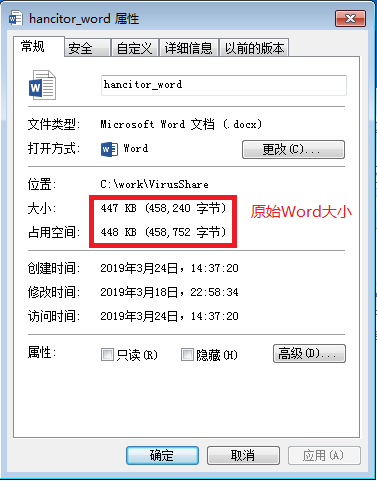 hancitor_word 属性
常规 安全 自定义 详细信息 以前的版本
hancitor_word
文件类型: Microsoft Word 文档 (.docx)
打开方式: Word 更改(C)...
位置: C:\work\VirusShare
大小: 447 KB (458,240 字节) 原始Word大小
占用空间: 448 KB (458,752 字节)
创建时间: 2019年3月24日，14:37:20
修改时间: 2019年3月18日，22:58:34
访问时间: 2019年3月24日，14:37:20
属性: 只读(R) 隐藏(H) 高级(D)...
确定 取消 应用(A)